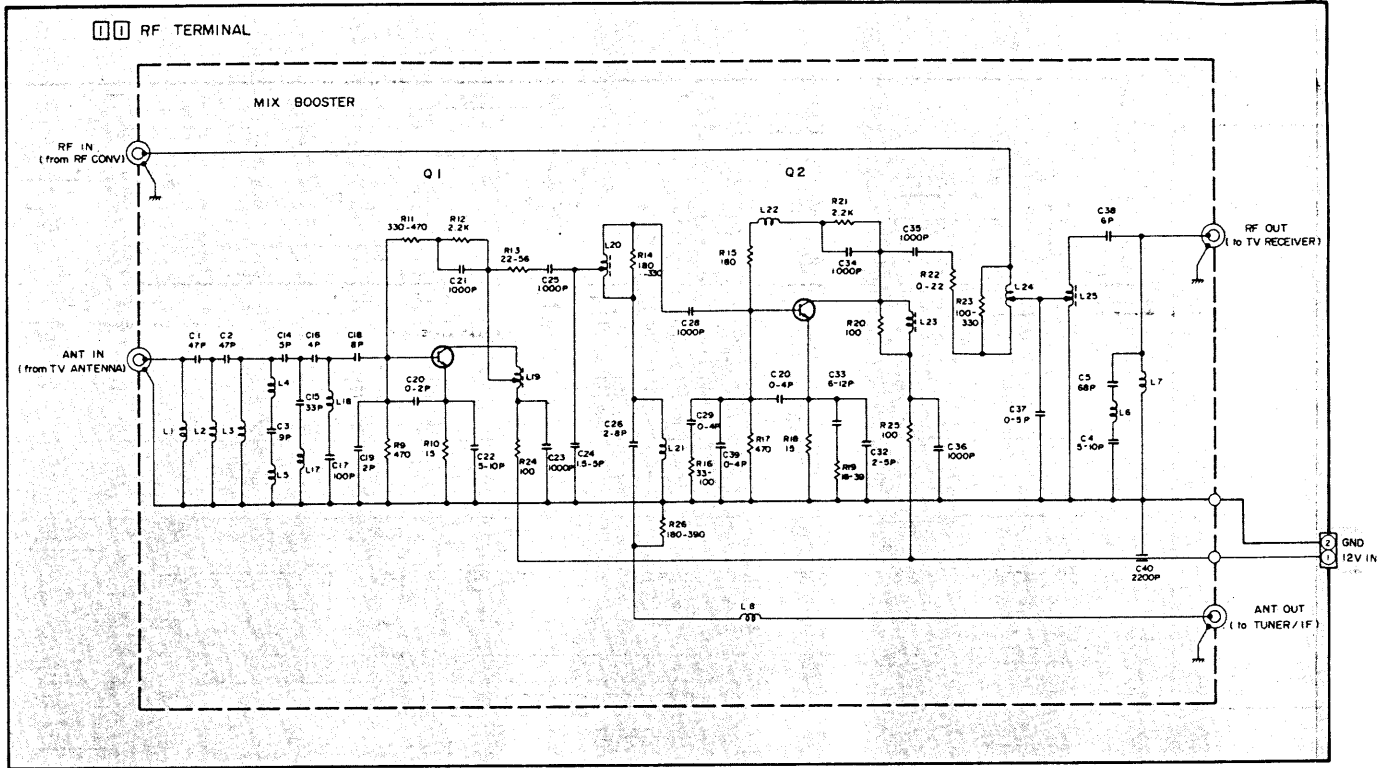 11 RF TERMINAL
MIX BOOSTER
RF IN
(from RF CONV)
Q1
Q2
R11
330-470
R12
2.2K
C21
1000P
R13
22-56
C25
1000P
L20
R14
180
-330
L22
R21
2.2K
R15
180
C34
1000P
C35
1000P
R22
0-22
R23
100-
330
L24
L25
C38
6P
RF OUT
(to TV RECEIVER)
C28
1000P
R20
100
L23
ANT IN
(from TV ANTENNA)
C1
47P
C2
47P
C14
5P
C16
4P
C18
8P
L19
L1
L2
L3
L4
C3
9P
L5
C15
33P
L17
L18
C17
100P
C19
2P
C20
0-2P
R9
470
R10
15
C22
5-10P
R24
100
C23
1000P
C24
1.5-5P
C26
2-8P
L21
C29
0-4P
R16
33-
100
C39
0-4P
R17
470
C20
0-4P
R18
15
C33
6-12P
R19
18-39
C32
2-5P
R25
100
C36
1000P
C37
0-5P
C5
68P
L6
C4
5-10P
L7
R26
180-390
C40
2200P
2 GND
1 12V IN
L8
ANT OUT
(to TUNER/IF)